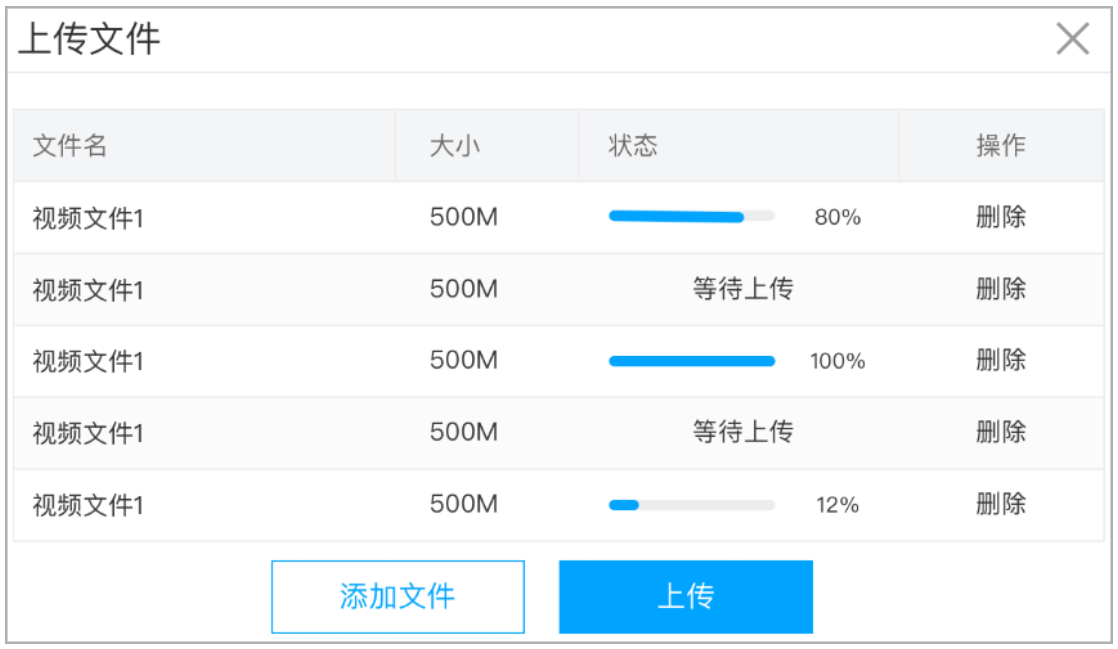 上传文件
文件名 大小 状态 操作
视频文件1 500M 80% 删除
视频文件1 500M 等待上传 删除
视频文件1 500M 100% 删除
视频文件1 500M 等待上传 删除
视频文件1 500M 12% 删除
添加文件 上传